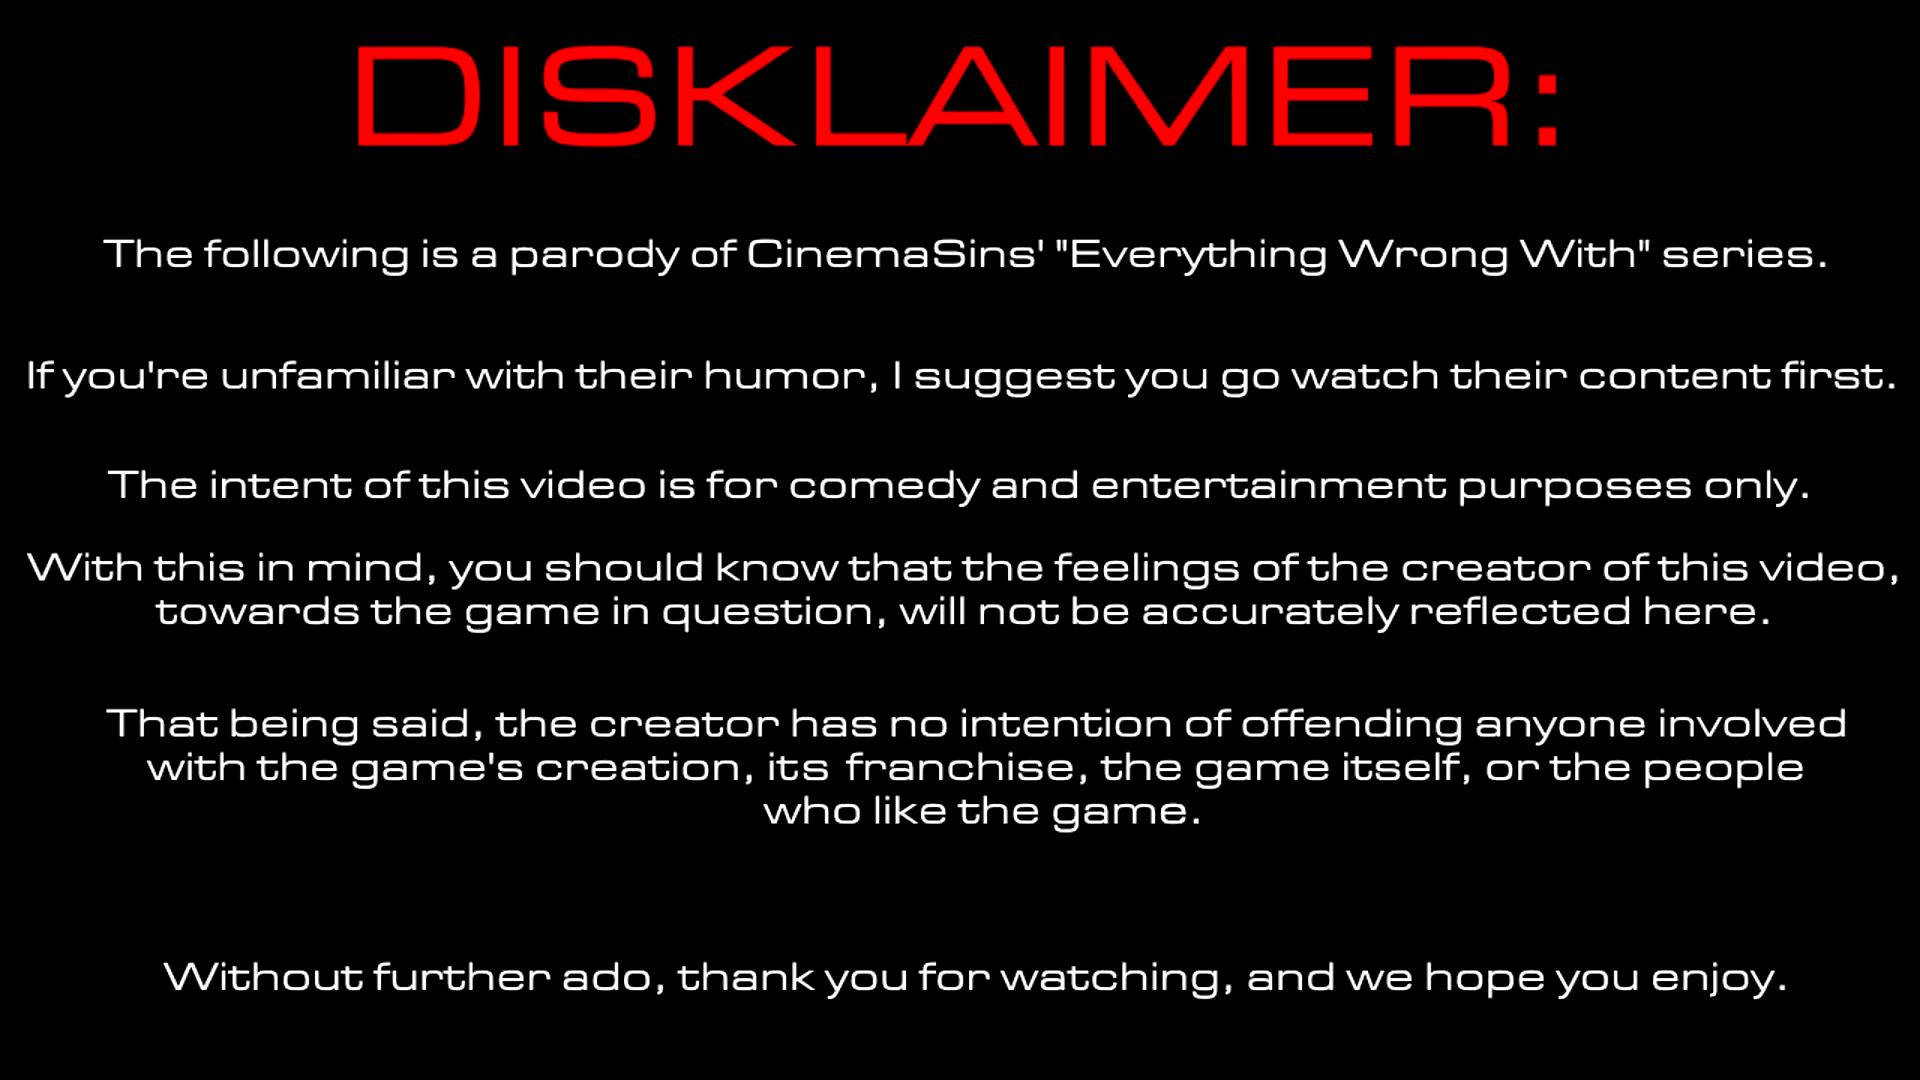 DISKLAIMER:
The following is a parody of CinemaSins' "Everything Wrong With" series.
If you're unfamiliar with their humor, I suggest you go watch their content first.
The intent of this video is for comedy and entertainment purposes only.
With this in mind, you should know that the feelings of the creator of this video,
towards the game in question, will not be accurately reflected here.
That being said, the creator has no intention of offending anyone involved
with the game's creation, its franchise, the game itself, or the people
who like the game.
Without further ado, thank you for watching, and we hope you enjoy.